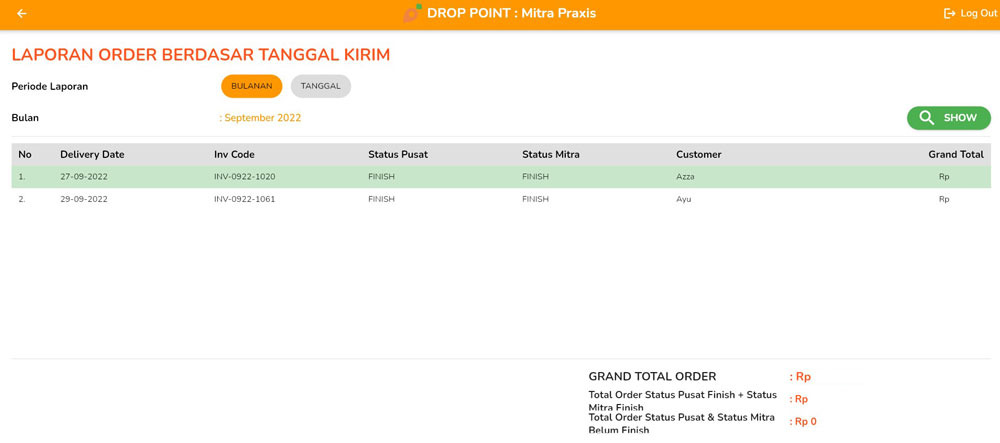 DROP POINT : Mitra Praxis
Log Out
LAPORAN ORDER BERDASAR TANGGAL KIRIM
Periode Laporan BULANAN TANGGAL
Bulan : September 2022 SHOW
No Delivery Date Inv Code Status Pusat Status Mitra Customer Grand Total
1. 27-09-2022 INV-0922-1020 FINISH FINISH Azza Rp
2. 29-09-2022 INV-0922-1061 FINISH FINISH Ayu Rp
GRAND TOTAL ORDER : Rp
Total Order Status Pusat Finish + Status : Rp
Mitra Finish
Total Order Status Pusat & Status Mitra : Rp 0
Belum Finish